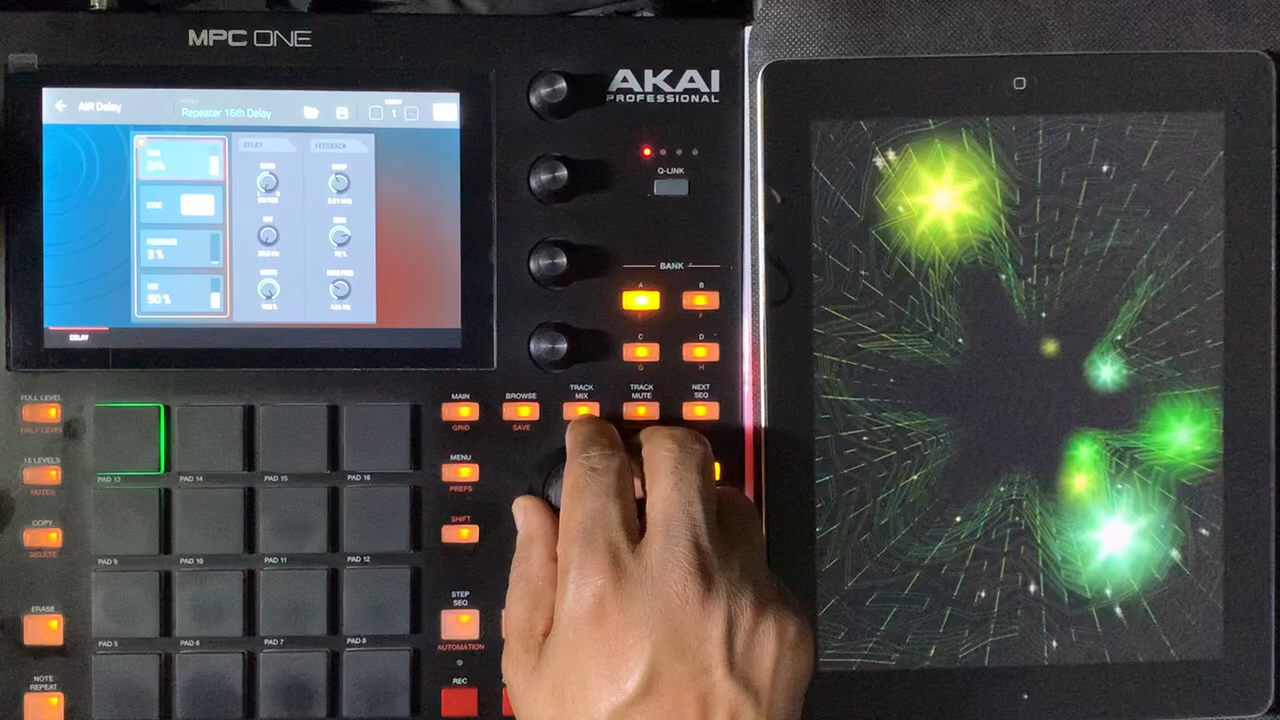 MPC ONE
AKAI
PROFESSIONAL
AIR Delay
Repeater 16th Delay
1
DELAY
FEEDBACK
SYNC
FEEDBACK
3 %
MIX
DELAY
Q-LINK
BANK
A
B
F
C
D
G
H
FULL LEVEL
HALF LEVEL
16 LEVELS
NOTES
COPY
DELETE
ERASE
NOTE
REPEAT
MAIN
GRID
BROWSE
SAVE
TRACK
MIX
TRACK
MUTE
NEXT
SEQ
MENU
PREFS
SHIFT
STEP
SEQ
AUTOMATION
REC
PAD 13
PAD 14
PAD 15
PAD 16
PAD 9
PAD 10
PAD 11
PAD 12
PAD 5
PAD 6
PAD 7
PAD 8